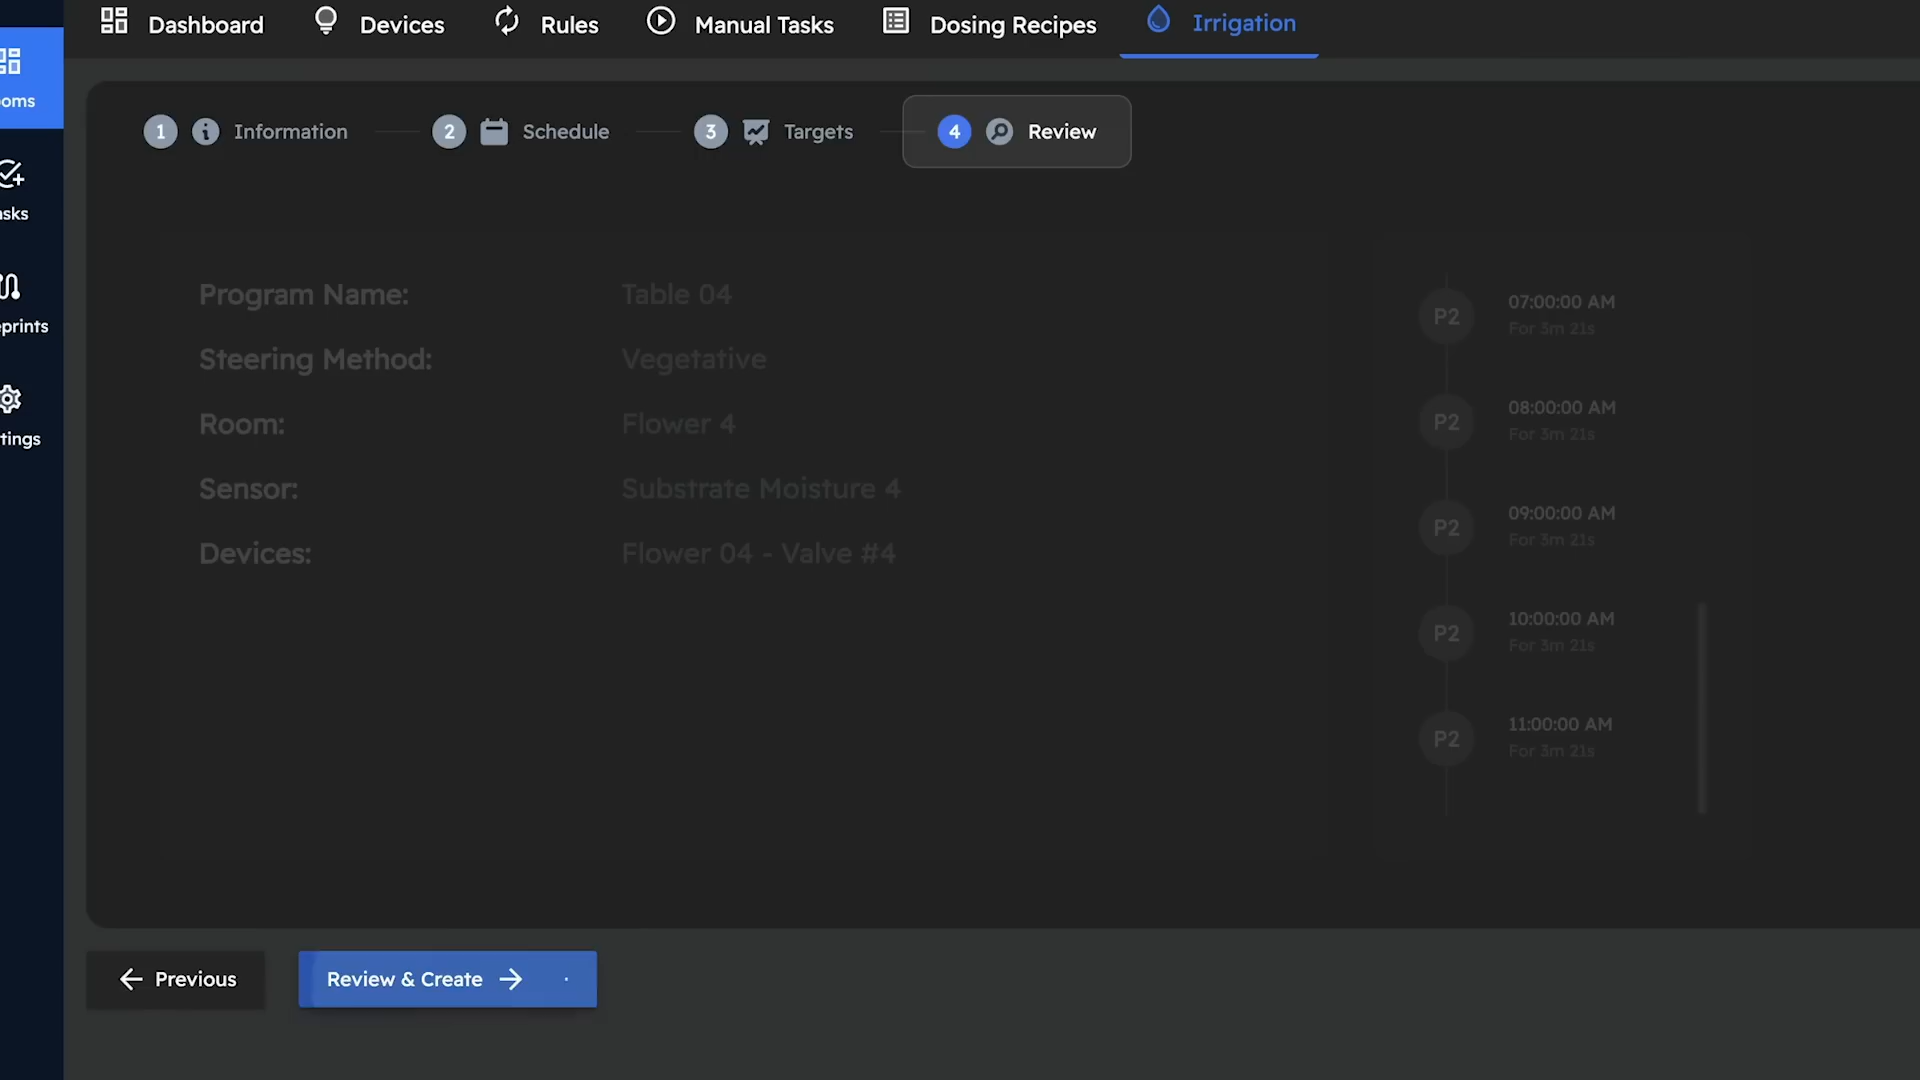 Dashboard
Devices
Rules
Manual Tasks
Dosing Recipes
Irrigation
ooms
asks
eprints
tings
1 Information
2 Schedule
3 Targets
4 Review
Program Name: Table 04
Steering Method: Vegetative
Room: Flower 4
Sensor: Substrate Moisture 4
Devices: Flower 04 - Valve #4
P2 07:00:00 AM
For 3m 21s
P2 08:00:00 AM
For 3m 21s
P2 09:00:00 AM
For 3m 21s
P2 10:00:00 AM
For 3m 21s
P2 11:00:00 AM
For 3m 21s
Previous
Review & Create